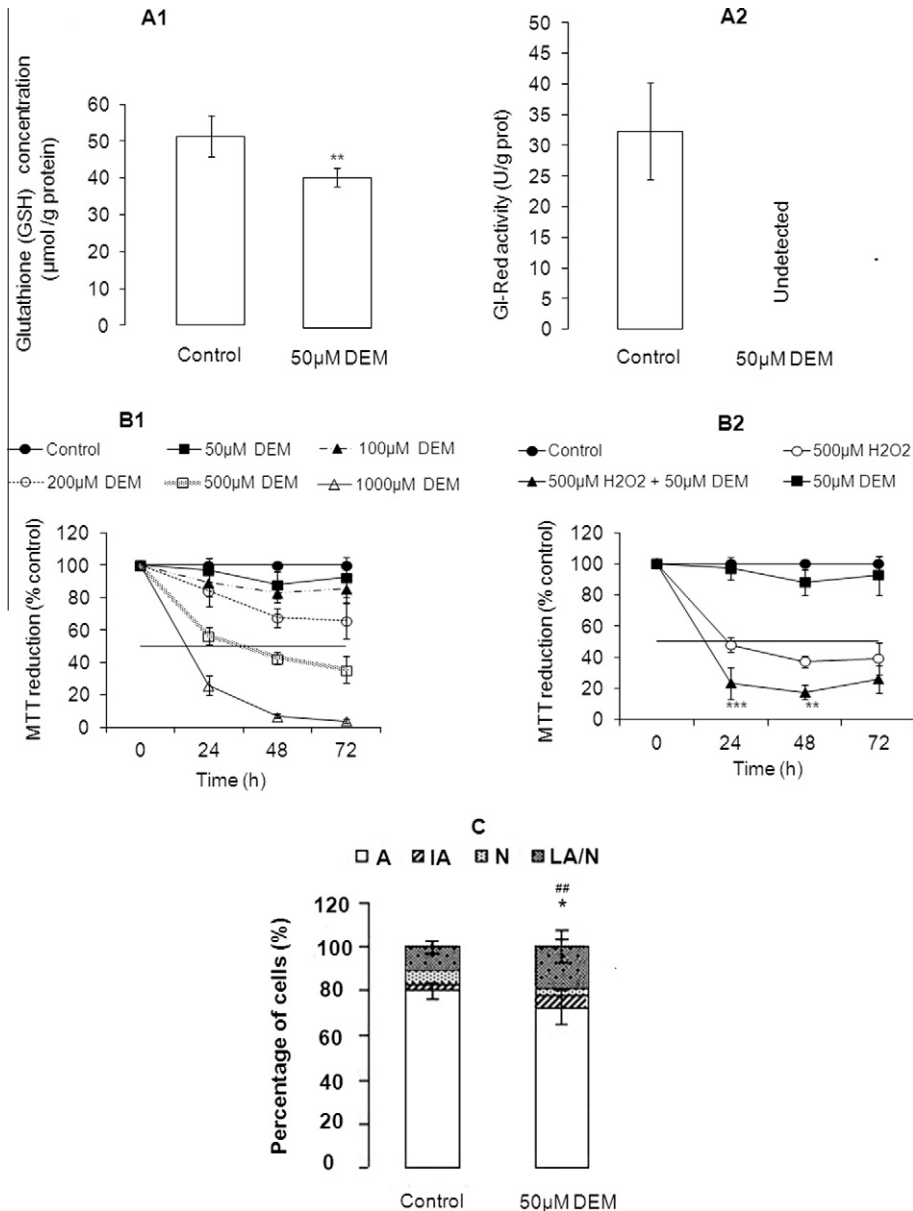 A1
Glutathione (GSH) concentration
(µmol /g protein)
60
50
40
30
20
10
0
**
Control
50µM DEM
A2
Gl-Red activity (U/g prot)
45
40
35
30
25
20
15
10
5
0
Undetected
Control
50µM DEM
B1
Control
50µM DEM
100µM DEM
200µM DEM
500µM DEM
1000µM DEM
MTT reduction (% control)
120
100
80
60
40
20
0
0
24
48
72
Time (h)
B2
Control
500µM H2O2
500µM H2O2 + 50µM DEM
50µM DEM
MTT reduction (% control)
120
100
80
60
40
20
0
***
**
0
24
48
72
Time (h)
C
A
IA
N
LA/N
Percentage of cells (%)
120
100
80
60
40
20
0
##
*
Control
50µM DEM